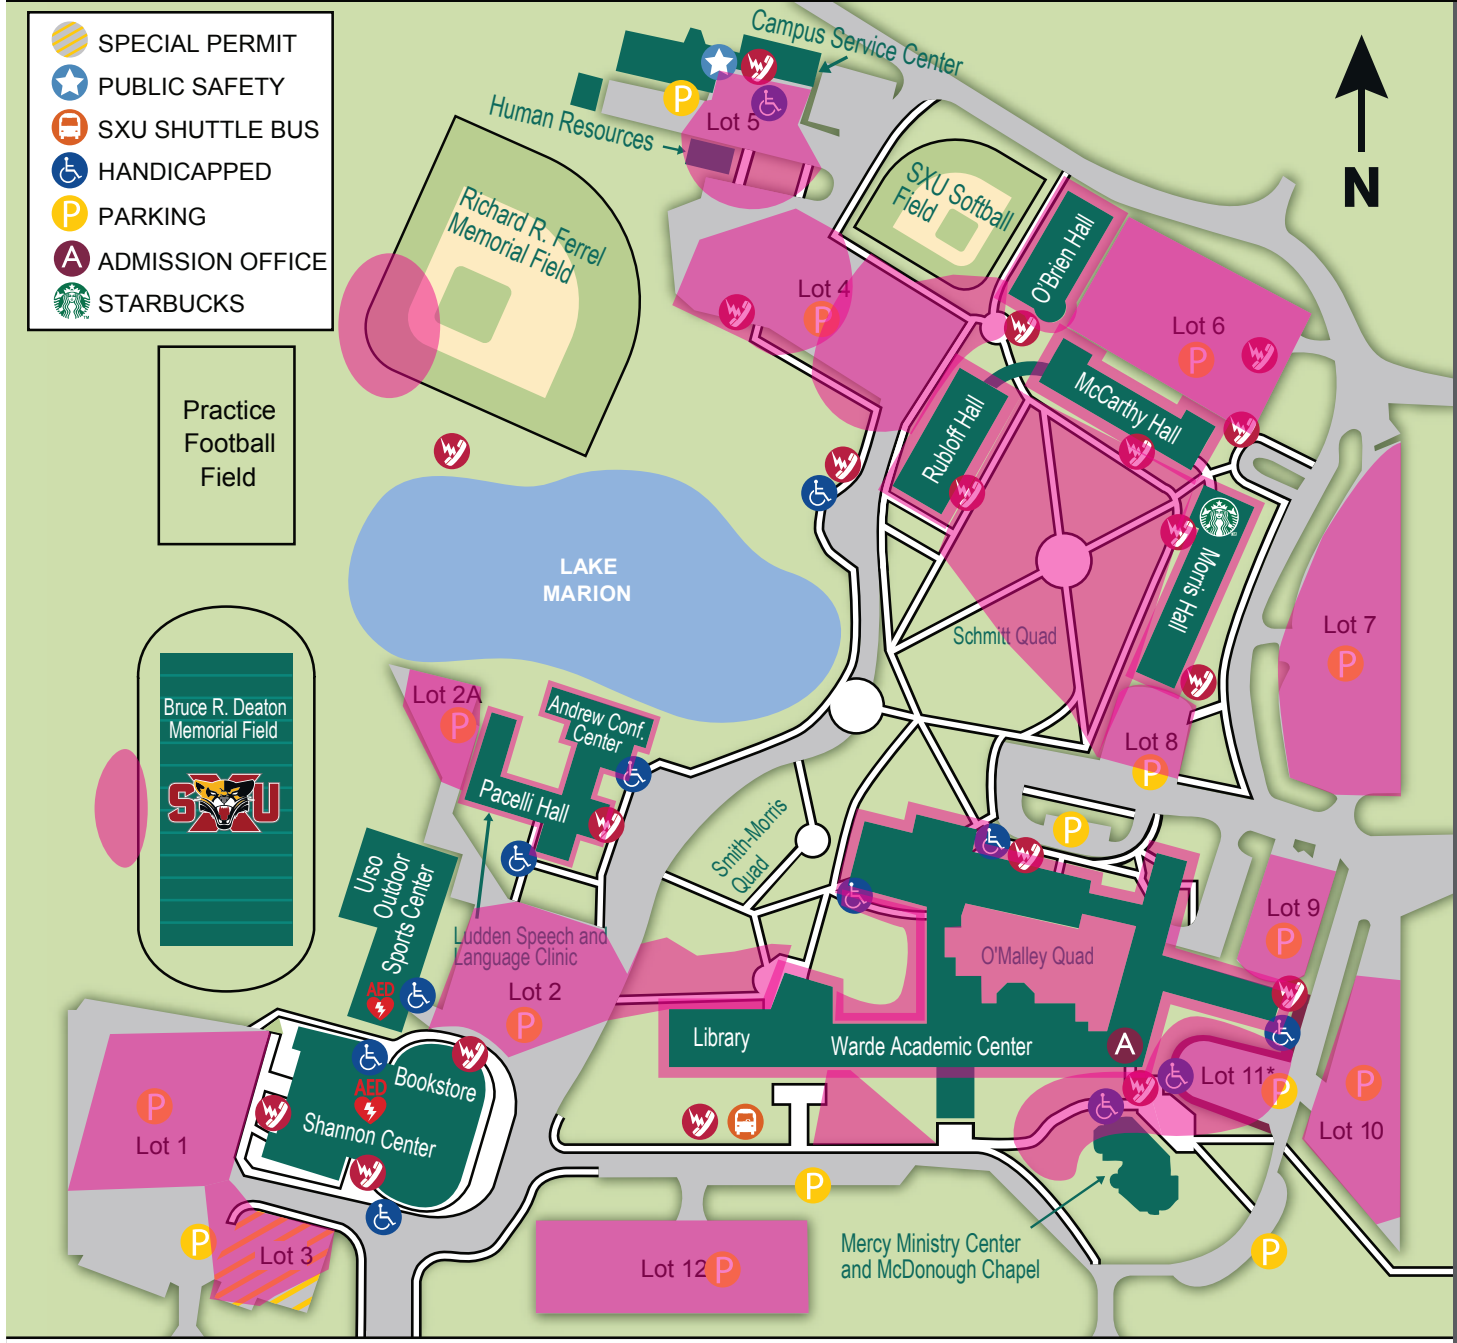 SPECIAL PERMIT
PUBLIC SAFETY
SXU SHUTTLE BUS
HANDICAPPED
P PARKING
A ADMISSION OFFICE
STARBUCKS
Campus Service Center
P
Lot 5
Human Resources
N
Richard R. Ferrel
Memorial Field
SXU Softball
Field
O'Brien Hall
Lot 4
P
Lot 6
P
Practice
Football
Field
McCarthy Hall
Rubloff Hall
Morris Hall
LAKE
MARION
Schmitt Quad
Lot 7
P
Bruce R. Deaton
Memorial Field
SXU
Lot 2A
P
Andrew Conf.
Center
Pacelli Hall
Lot 8
P
P
Smith-Morris
Quad
Urso
Outdoor
Sports Center
AED
Ludden Speech and
Language Clinic
Lot 2
P
O'Malley Quad
Lot 9
P
Library
Warde Academic Center
A
Lot 11*
P
Lot 10
P
Bookstore
AED
Shannon Center
Lot 1
P
P
Lot 3
P
Lot 12
P
Mercy Ministry Center
and McDonough Chapel
P